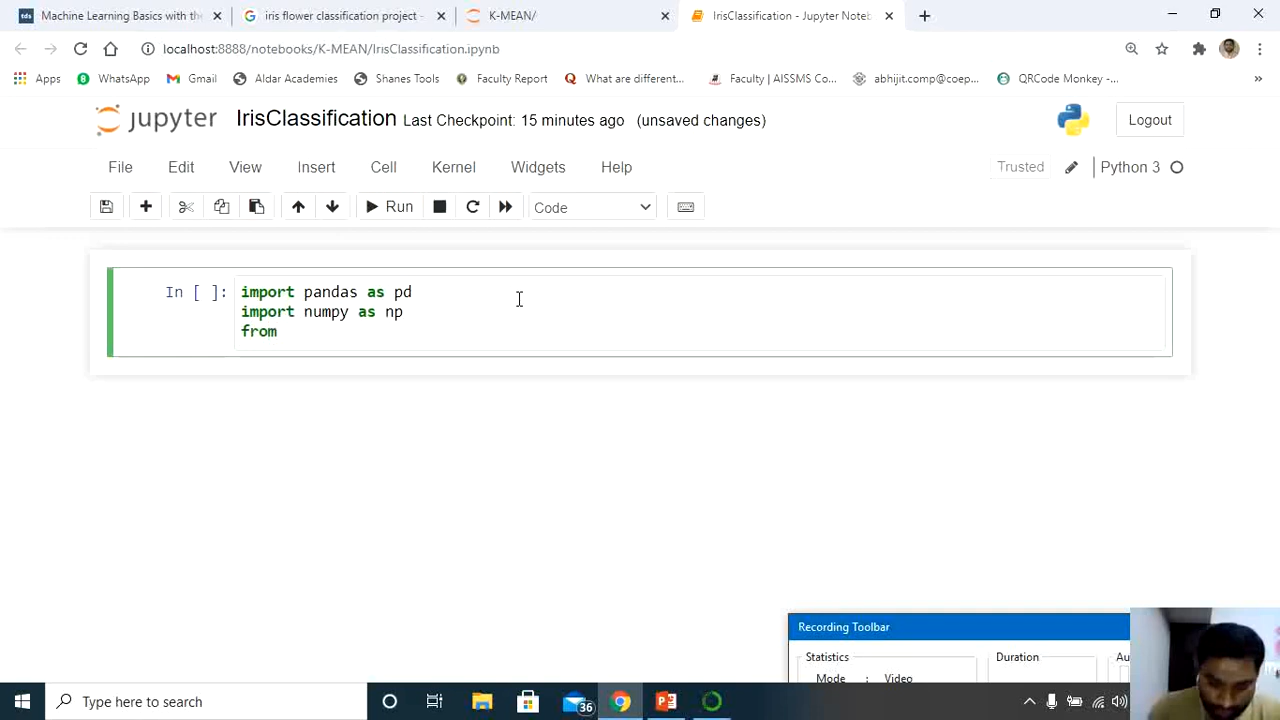 Machine Learning Basics with the
iris flower classification project -
K-MEAN/
IrisClassification - Jupyter Noteb
localhost:8888/notebooks/K-MEAN/IrisClassification.ipynb
Apps
WhatsApp
Gmail
Aldar Academies
Shanes Tools
Faculty Report
What are different...
Faculty | AISSMS Co...
abhijit.comp@coep...
QRCode Monkey -...
»
jupyter IrisClassification Last Checkpoint: 15 minutes ago (unsaved changes)
Logout
File Edit View Insert Cell Kernel Widgets Help
Trusted
Python 3
Run
Code
In [ ]: import pandas as pd
import numpy as np
from
Recording Toolbar
Statistics
Duration
Au
Mode : Video
Type here to search
36